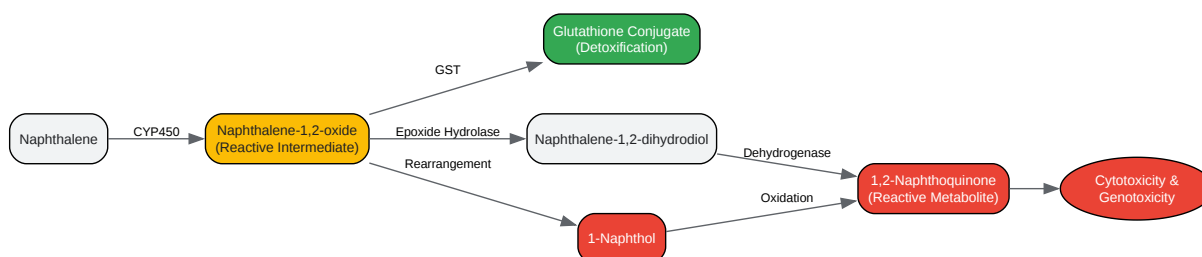 Glutathione Conjugate
(Detoxification)
GST
Naphthalene
CYP450
Naphthalene-1,2-oxide
(Reactive Intermediate)
Epoxide Hydrolase
Naphthalene-1,2-dihydrodiol
Rearrangement
Dehydrogenase
1-Naphthol
Oxidation
1,2-Naphthoquinone
(Reactive Metabolite)
Cytotoxicity &
Genotoxicity